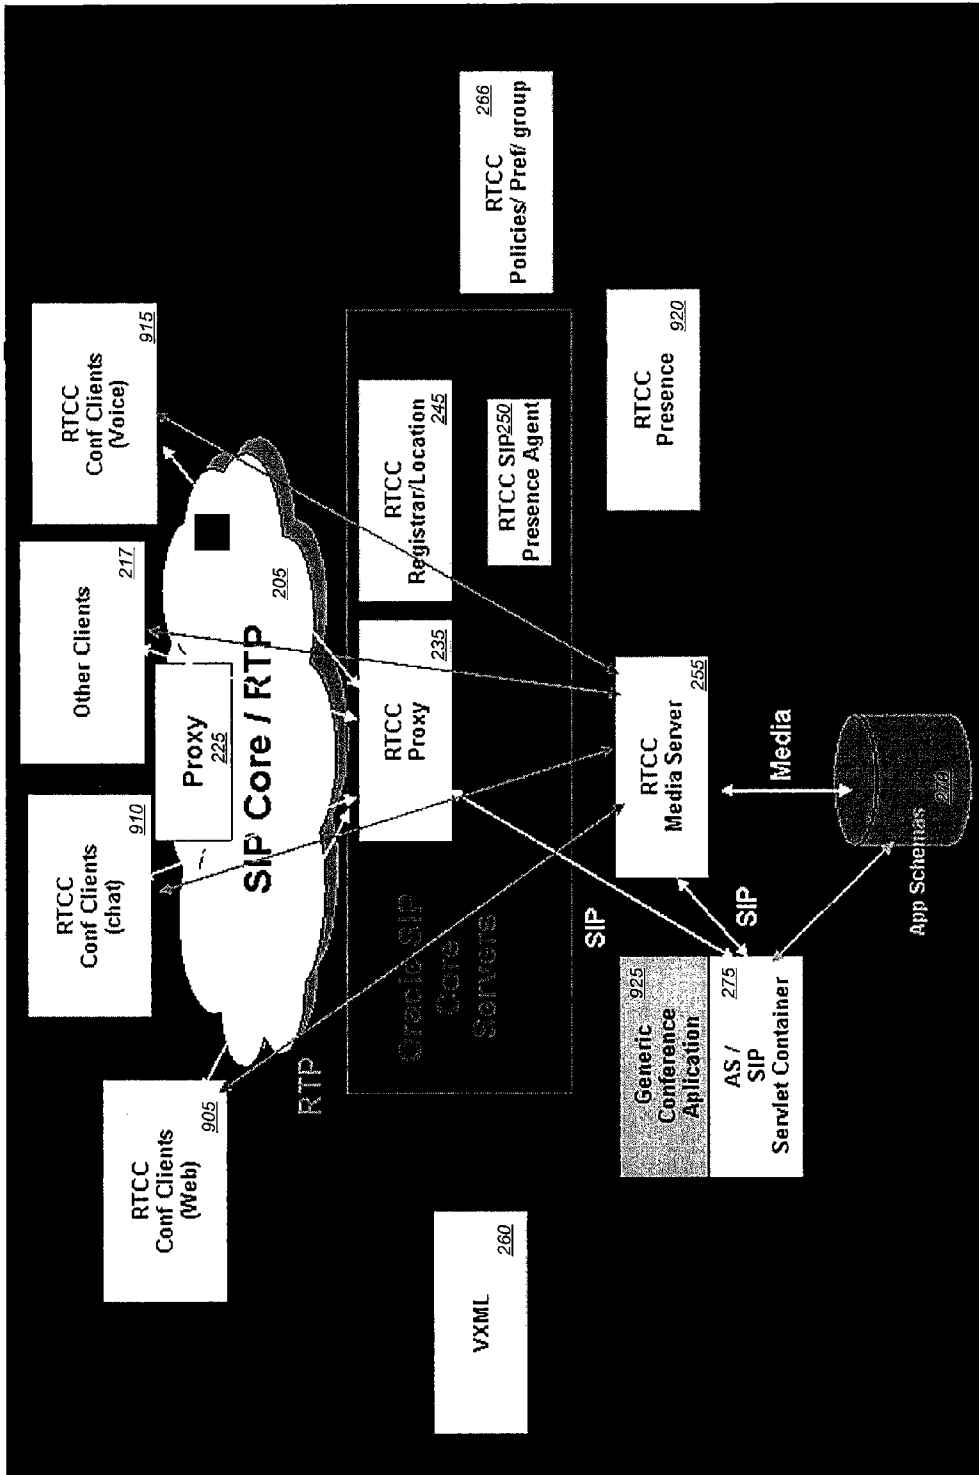 RTCC
Conf Clients
(Web)
905
RTCC
Conf Clients
(chat)
910
Other Clients
217
RTCC
Conf Clients
(Voice)
915
Proxy
225
SIP Core / RTP
205
RTP
Oracle SIP
Core
Servers
RTCC
Proxy
235
RTCC
Registrar/Location
245
RTCC SIP
250
Presence Agent
VXML
260
RTCC
Policies/ Pref/ group
266
SIP
Generic
Conference
Aplication
925
AS /
SIP
Servlet Container
275
SIP
RTCC
Media Server
255
RTCC
Presence
920
Media
App Schemas
270